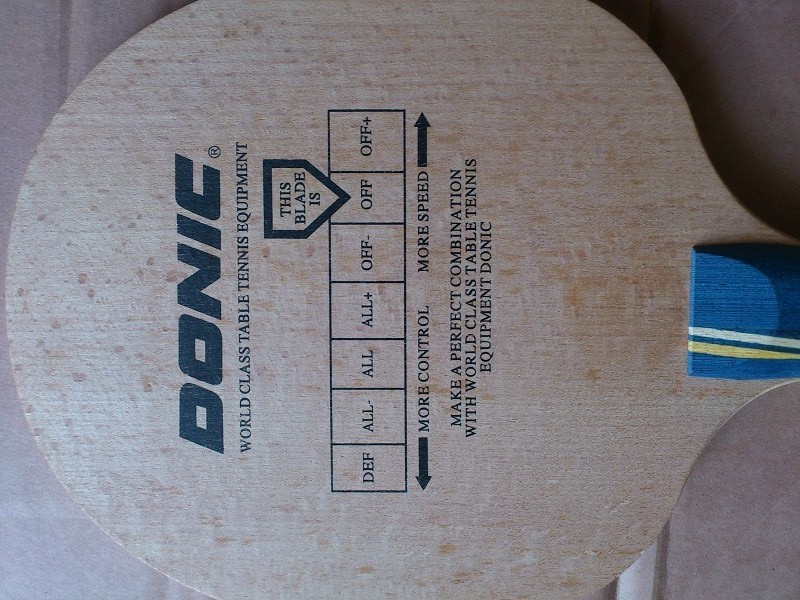 DONIC®
WORLD CLASS TABLE TENNIS EQUIPMENT
THIS
BLADE
IS
DEF ALL- ALL ALL+ OFF- OFF OFF+
MORE CONTROL MORE SPEED
MAKE A PERFECT COMBINATION
WITH WORLD CLASS TABLE TENNIS
EQUIPMENT DONIC